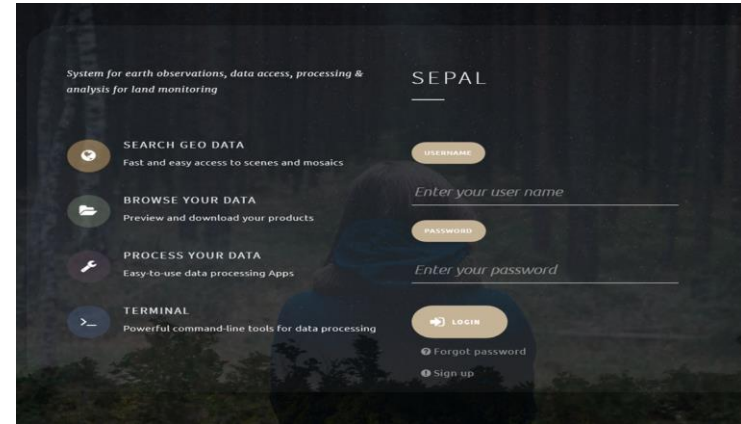 System for earth observations, data access, processing &
analysis for land monitoring
SEARCH GEO DATA
Fast and easy access to scenes and mosaics
BROWSE YOUR DATA
Preview and download your products
PROCESS YOUR DATA
Easy-to-use data processing Apps
TERMINAL
Powerful command-line tools for data processing
SEPAL
USERNAME
Enter your user name
PASSWORD
Enter your password
LOGIN
Forgot password
Sign up